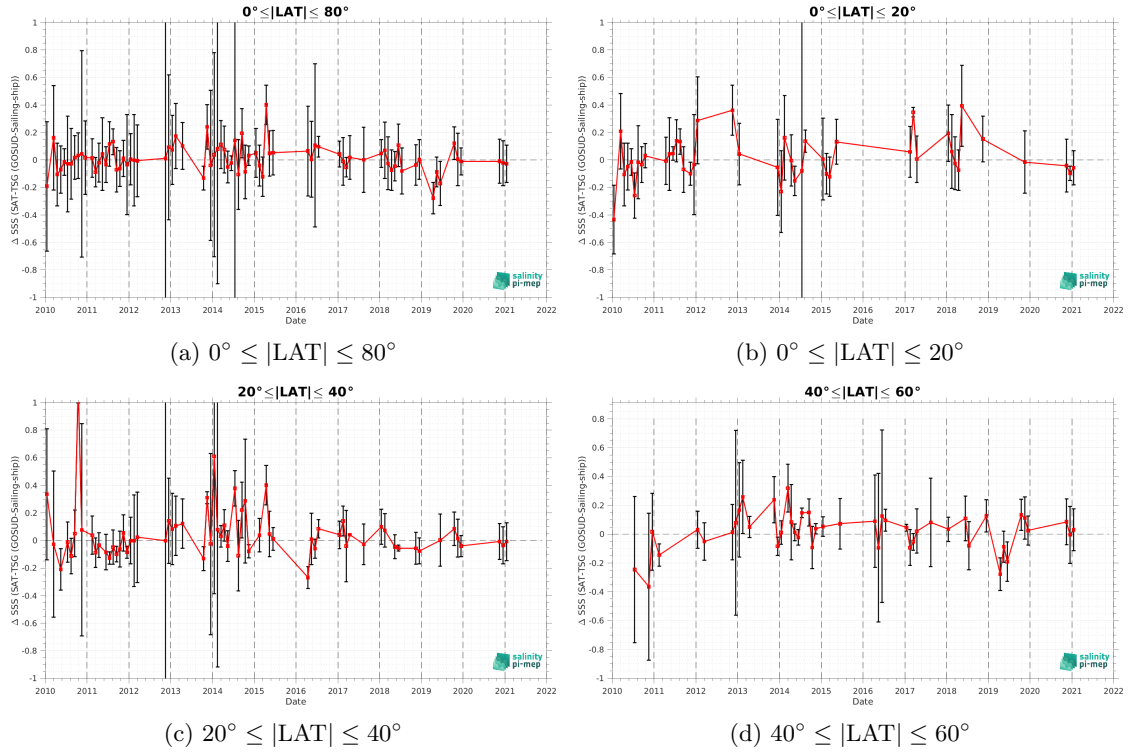 0°≤|LAT|≤ 80°
Δ SSS (SAT-TSG (GOSUD-Sailing-ship))
1
0.8
0.6
0.4
0.2
0
-0.2
-0.4
-0.6
-0.8
-1
2010 2011 2012 2013 2014 2015 2016 2017 2018 2019 2020 2021 2022
Date
salinity
pi-mep
(a) 0° ≤ |LAT| ≤ 80°
0°≤|LAT|≤ 20°
Δ SSS (SAT-TSG (GOSUD-Sailing-ship))
1
0.8
0.6
0.4
0.2
0
-0.2
-0.4
-0.6
-0.8
-1
2010 2011 2012 2013 2014 2015 2016 2017 2018 2019 2020 2021 2022
Date
salinity
pi-mep
(b) 0° ≤ |LAT| ≤ 20°
20°≤|LAT|≤ 40°
Δ SSS (SAT-TSG (GOSUD-Sailing-ship))
1
0.8
0.6
0.4
0.2
0
-0.2
-0.4
-0.6
-0.8
-1
2010 2011 2012 2013 2014 2015 2016 2017 2018 2019 2020 2021 2022
Date
salinity
pi-mep
(c) 20° ≤ |LAT| ≤ 40°
40°≤|LAT|≤ 60°
Δ SSS (SAT-TSG (GOSUD-Sailing-ship))
0.8
0.6
0.4
0.2
0
-0.2
-0.4
-0.6
-0.8
-1
2010 2011 2012 2013 2014 2015 2016 2017 2018 2019 2020 2021 2022
Date
salinity
pi-mep
(d) 40° ≤ |LAT| ≤ 60°